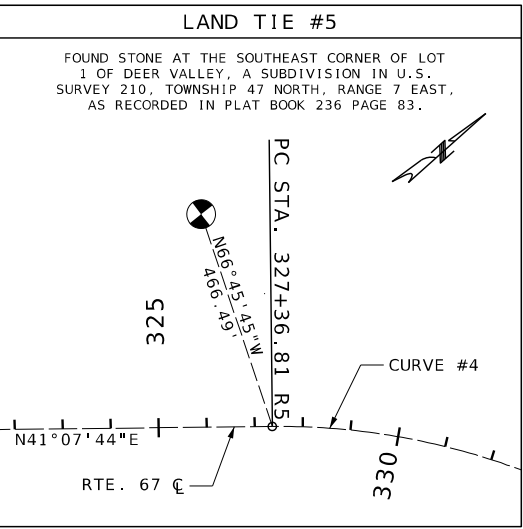 LAND TIE #5
FOUND STONE AT THE SOUTHEAST CORNER OF LOT
1 OF DEER VALLEY, A SUBDIVISION IN U.S.
SURVEY 210, TOWNSHIP 47 NORTH, RANGE 7 EAST,
AS RECORDED IN PLAT BOOK 236 PAGE 83.
N
PC STA. 327+36.81 R5
N66°45'45"W
466.49'
325
CURVE #4
N41°07'44"E
RTE. 67 ℄
330